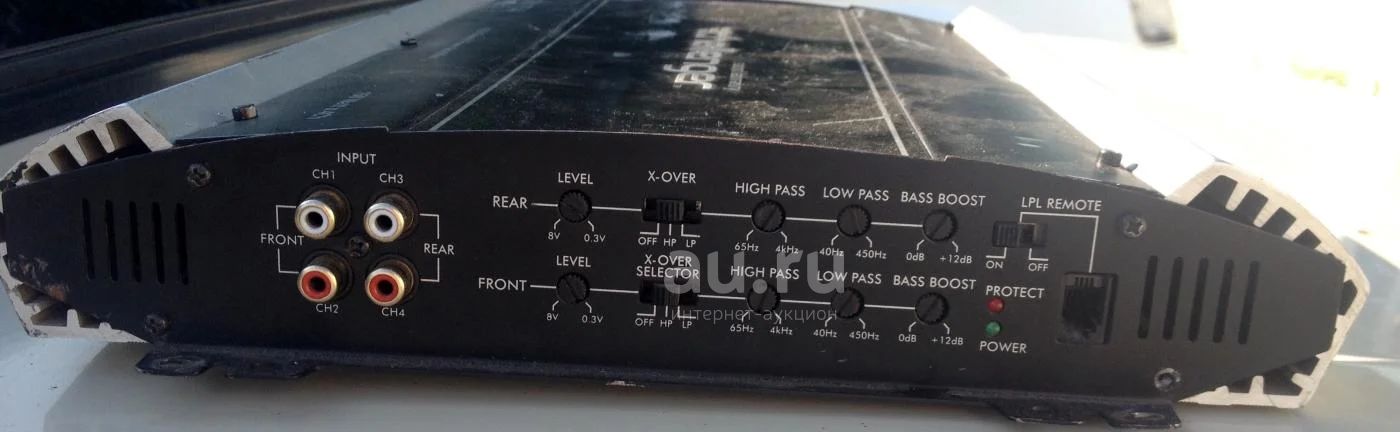 INPUT
CH1 CH3
FRONT REAR
CH2 CH4
LEVEL X-OVER HIGH PASS LOW PASS BASS BOOST LPL REMOTE
REAR
8V 0.3V OFF HP LP 65Hz 4kHz 40Hz 450Hz 0dB +12dB ON OFF
LEVEL X-OVER SELECTOR HIGH PASS LOW PASS BASS BOOST PROTECT
FRONT
8V 0.3V OFF HP LP 65Hz 4kHz 40Hz 450Hz 0dB +12dB POWER
au.ru
интернет-аукцион